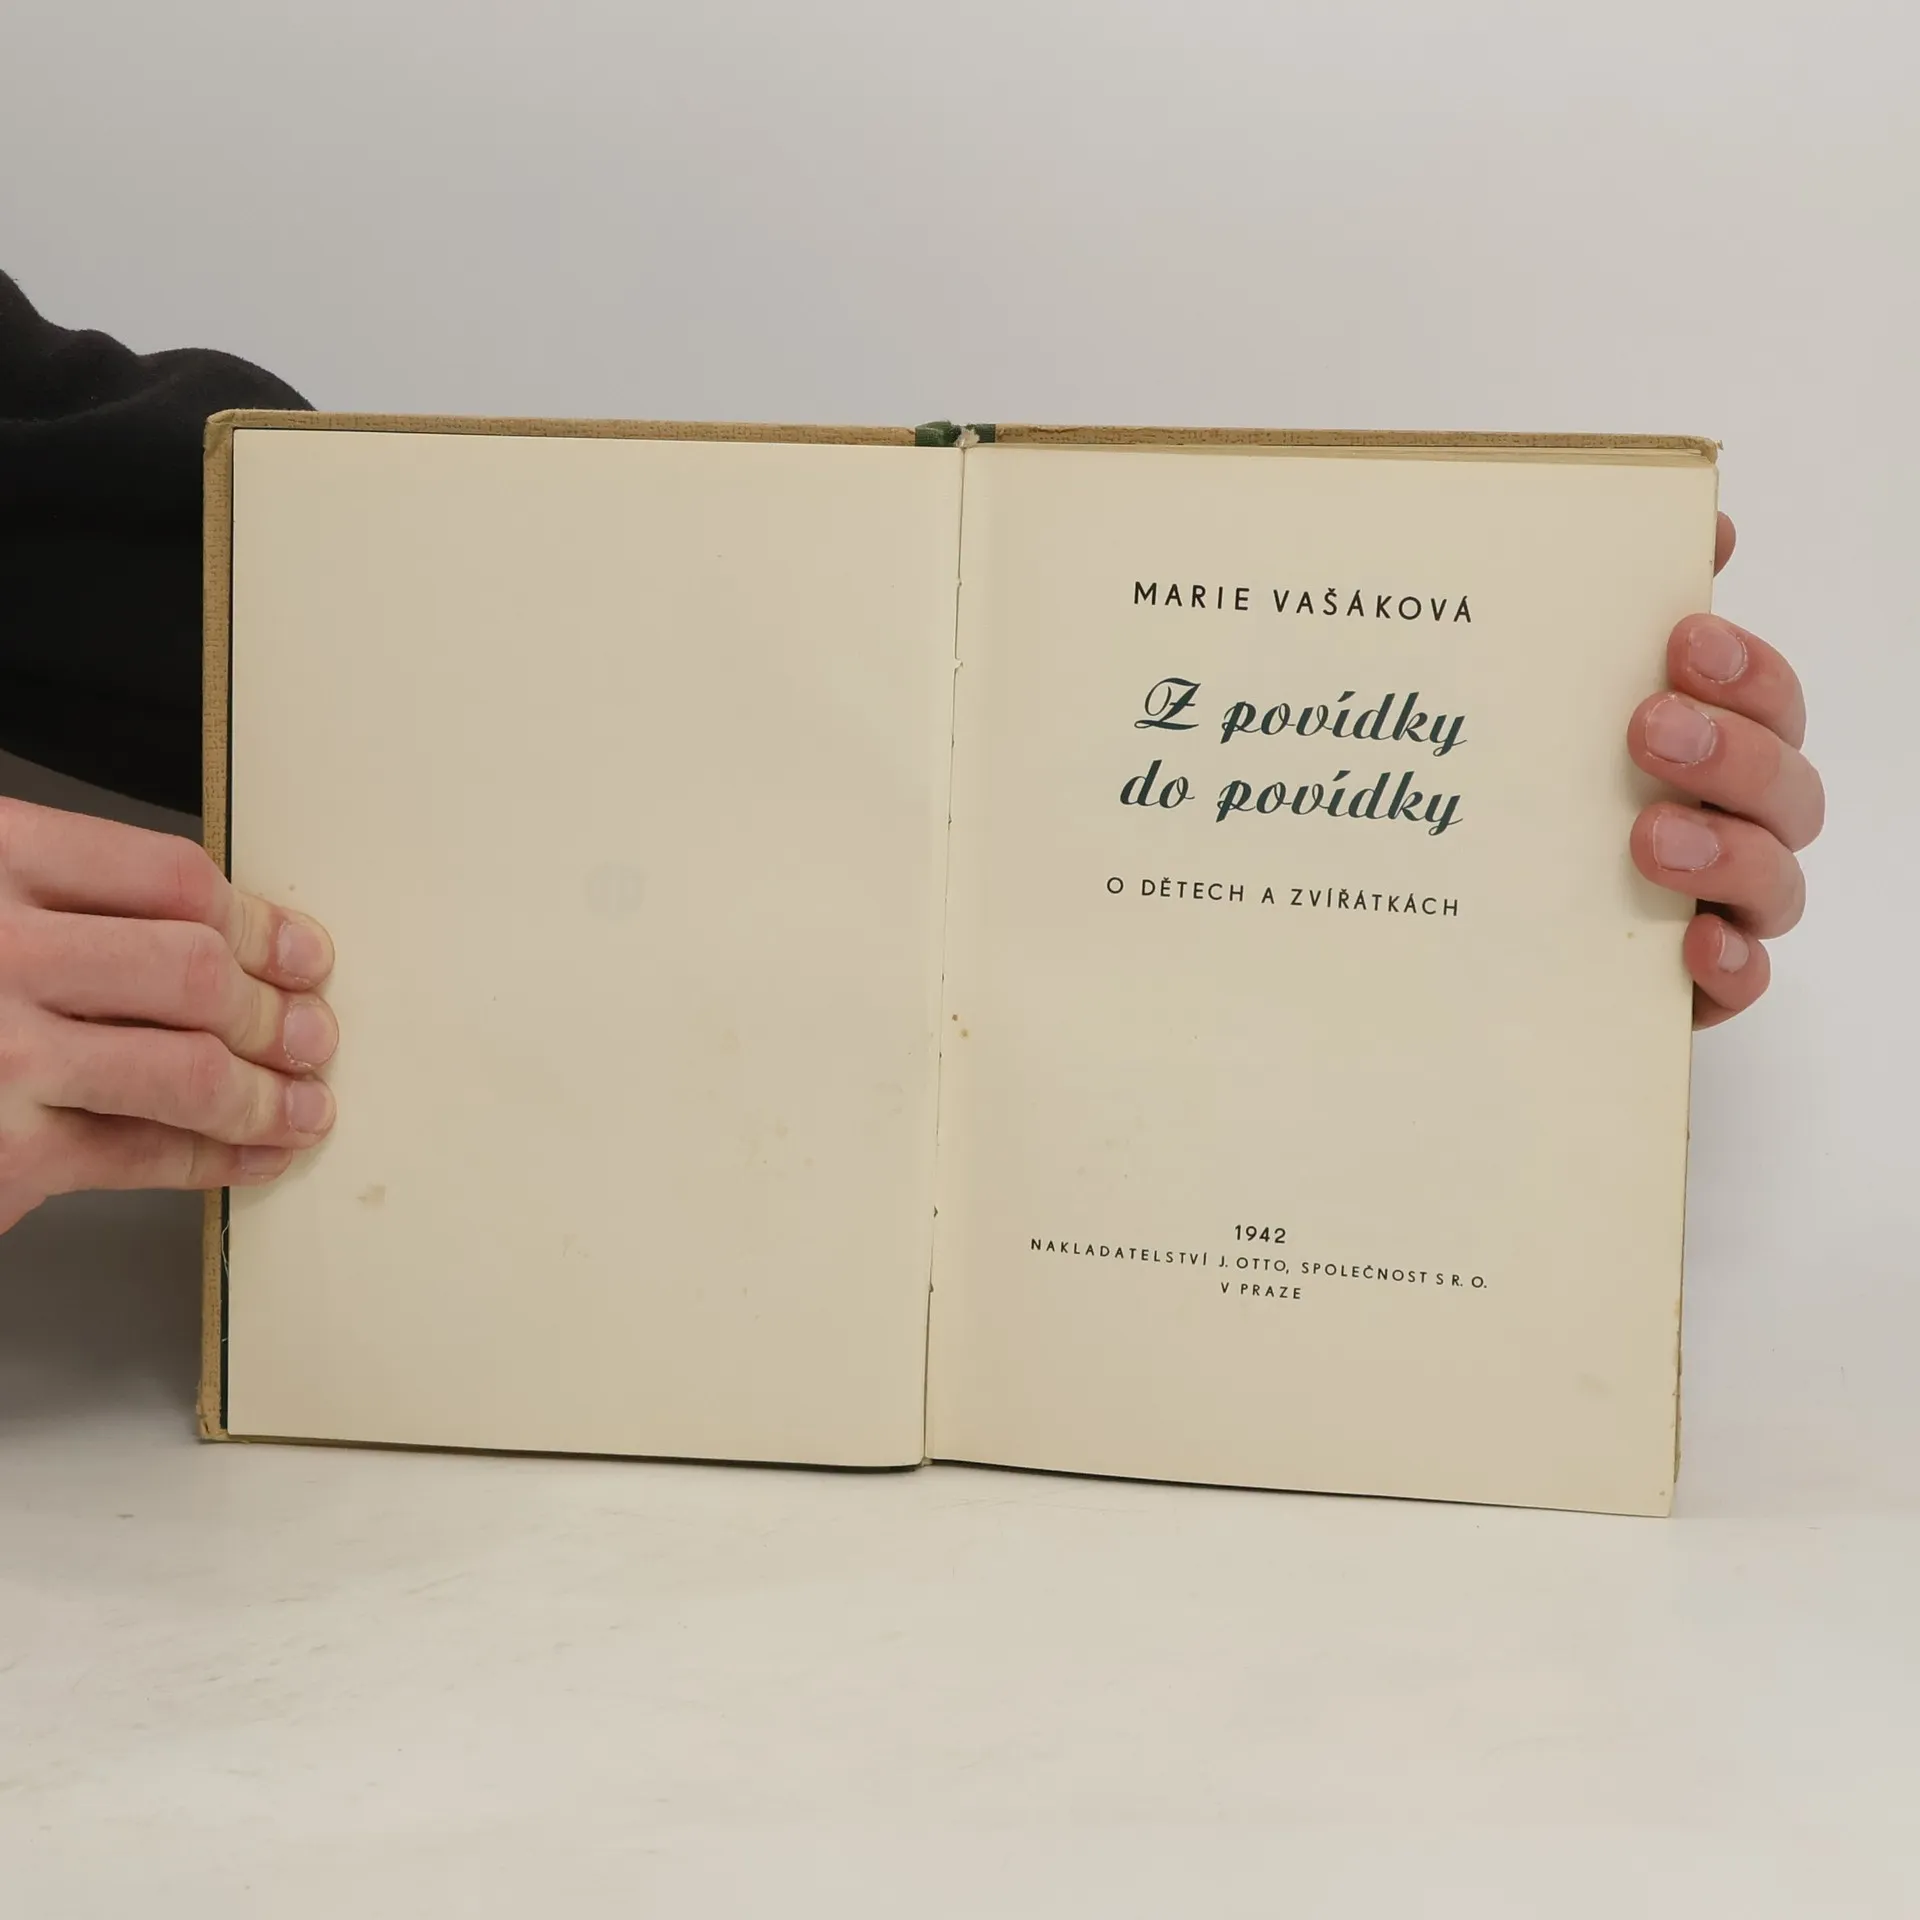 MARIE VAŠÁKOVÁ
Z povídky
do povídky
O DĚTECH A ZVÍŘÁTKÁCH
1942
NAKLADATELSTVÍ J. OTTO, SPOLEČNOST S R. O.
V PRAZE